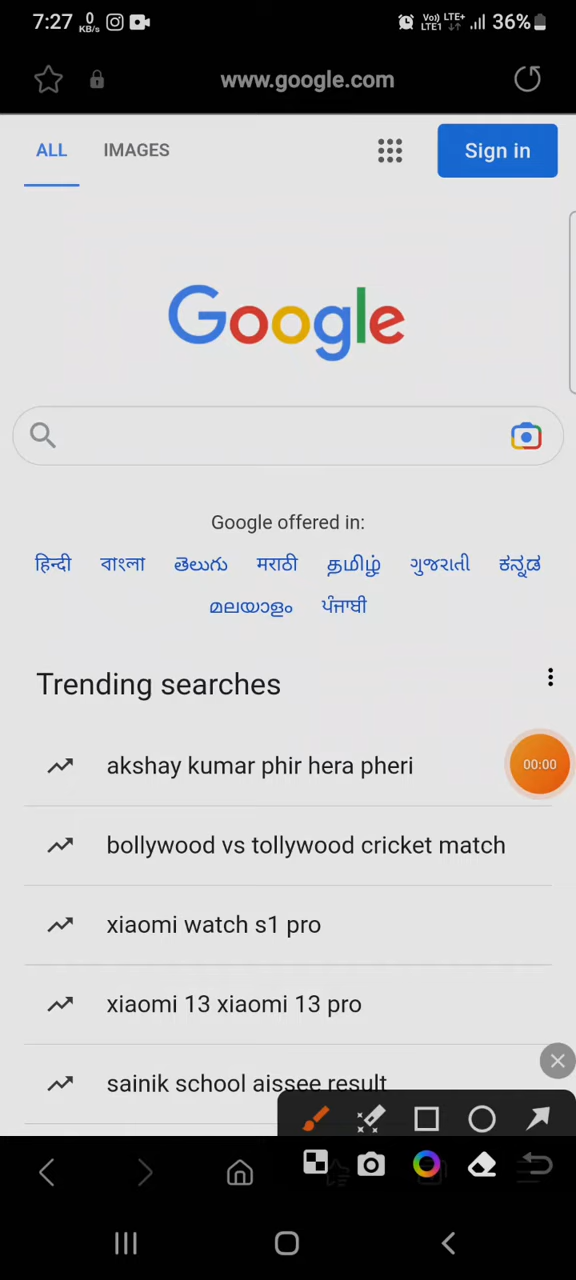 7:27 0 KB/s Vo)) LTE1 LTE+ 36%
www.google.com
ALL IMAGES Sign in
Google
Google offered in:
हिन्दी বাংলা తెలుగు मराठी தமிழ் ગુજરાતી ಕನ್ನಡ
മലയാളം ਪੰਜਾਬੀ
Trending searches
akshay kumar phir hera pheri
00:00
bollywood vs tollywood cricket match
xiaomi watch s1 pro
xiaomi 13 xiaomi 13 pro
sainik school aissee result